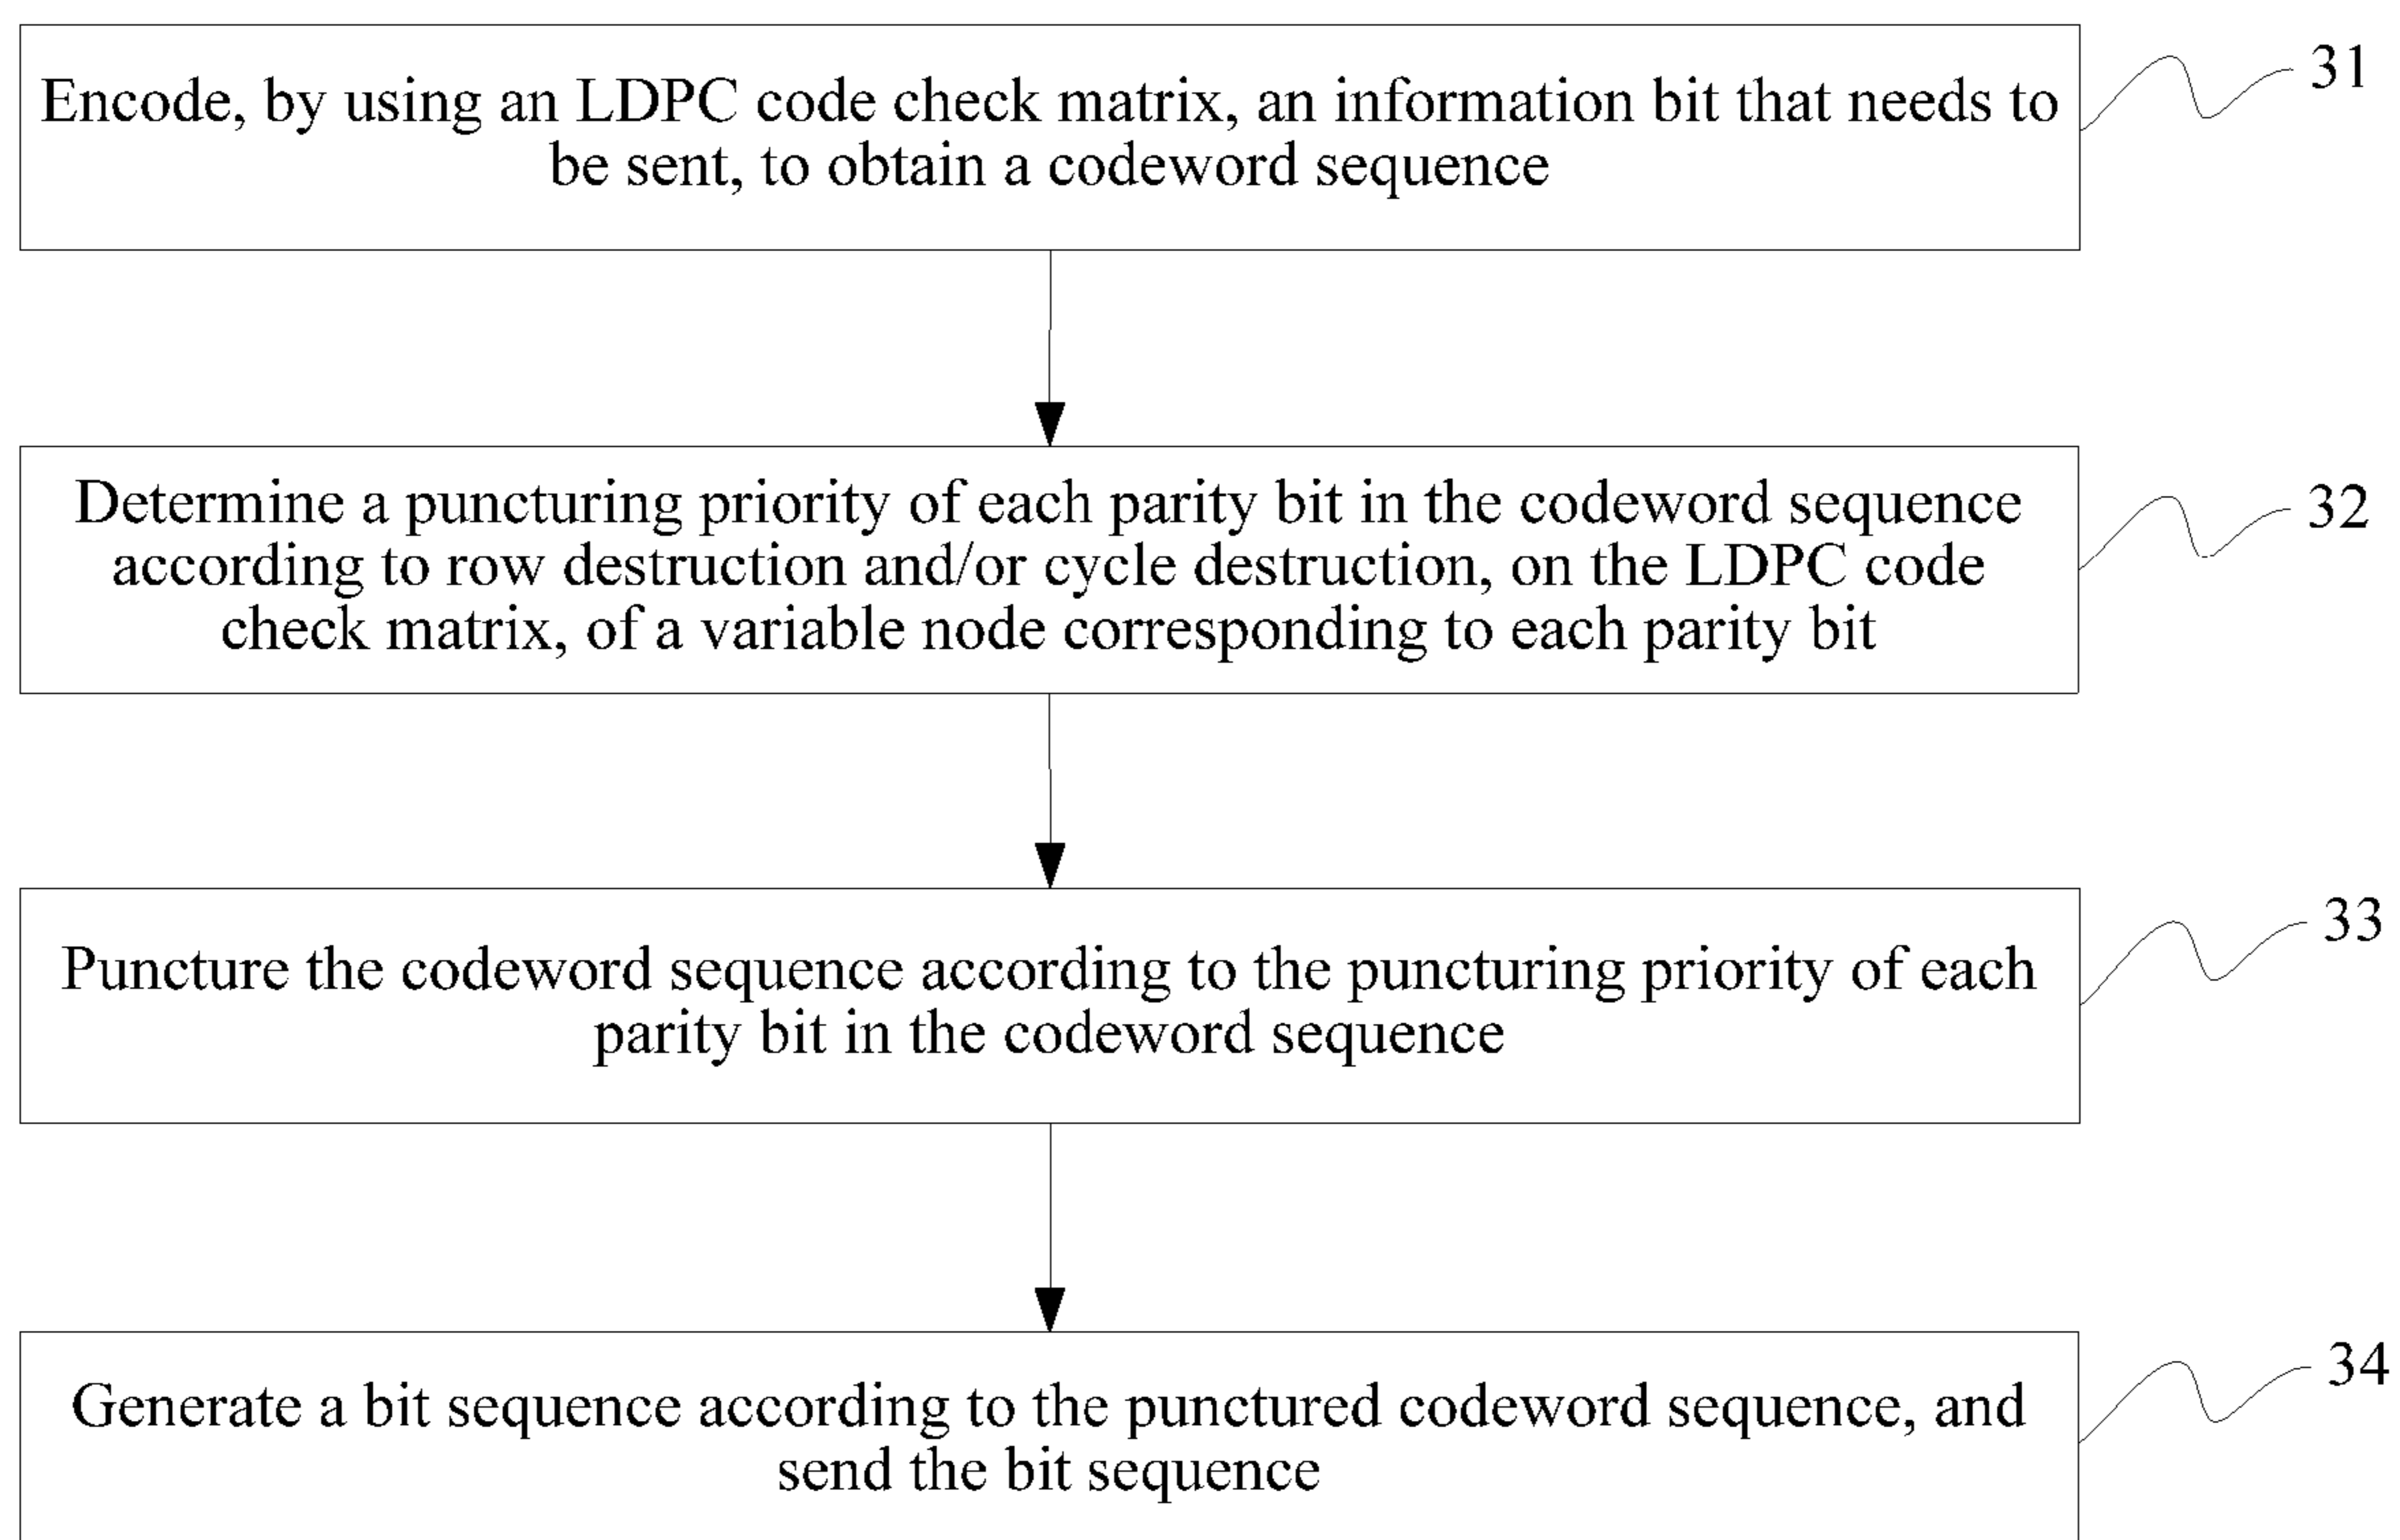 Encode, by using an LDPC code check matrix, an information bit that needs to
be sent, to obtain a codeword sequence
31
Determine a puncturing priority of each parity bit in the codeword sequence
according to row destruction and/or cycle destruction, on the LDPC code
check matrix, of a variable node corresponding to each parity bit
32
Puncture the codeword sequence according to the puncturing priority of each
parity bit in the codeword sequence
33
Generate a bit sequence according to the punctured codeword sequence, and
send the bit sequence
34